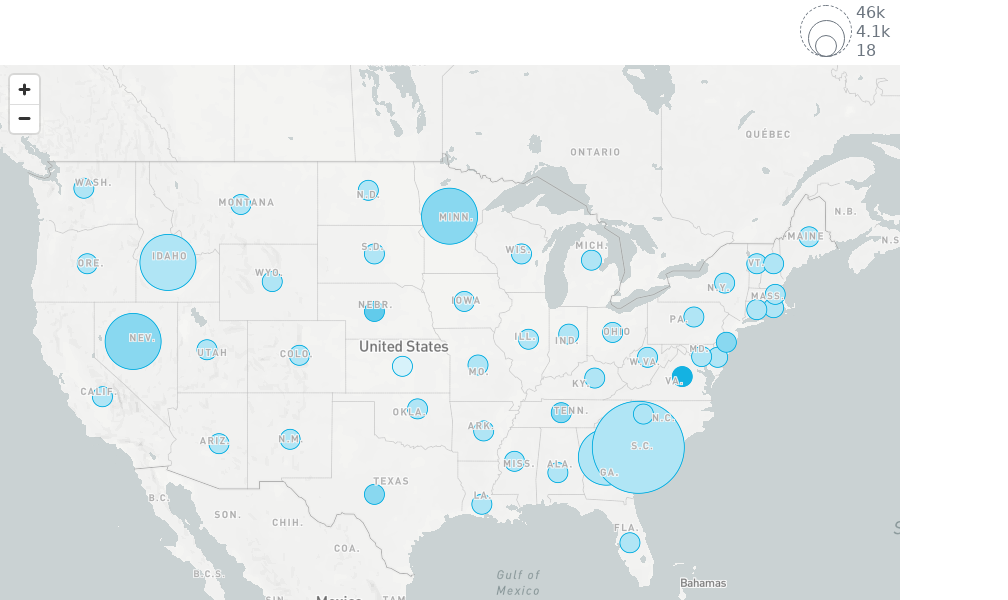 46k
4.1k
18
+
−
QUÉBEC
ONTARIO
WASH.
MONTANA
N.D.
MINN.
N.B.
MAINE
N.S
ORE.
IDAHO
S.D.
WIS.
MICH.
VT.
WYO.
N.Y.
MASS.
NEBR.
IOWA
PA.
NEV.
UTAH
COLO.
United States
ILL.
IND.
OHIO
MD.
W.VA.
MO.
KY.
VA.
CALIF.
OKLA.
TENN.
N.C.
ARK.
ARIZ.
N.M.
S.C.
MISS.
ALA.
GA.
TEXAS
LA.
B.C.
SON.
CHIH.
FLA.
COA.
B.C.S.
Gulf of
Mexico
Bahamas